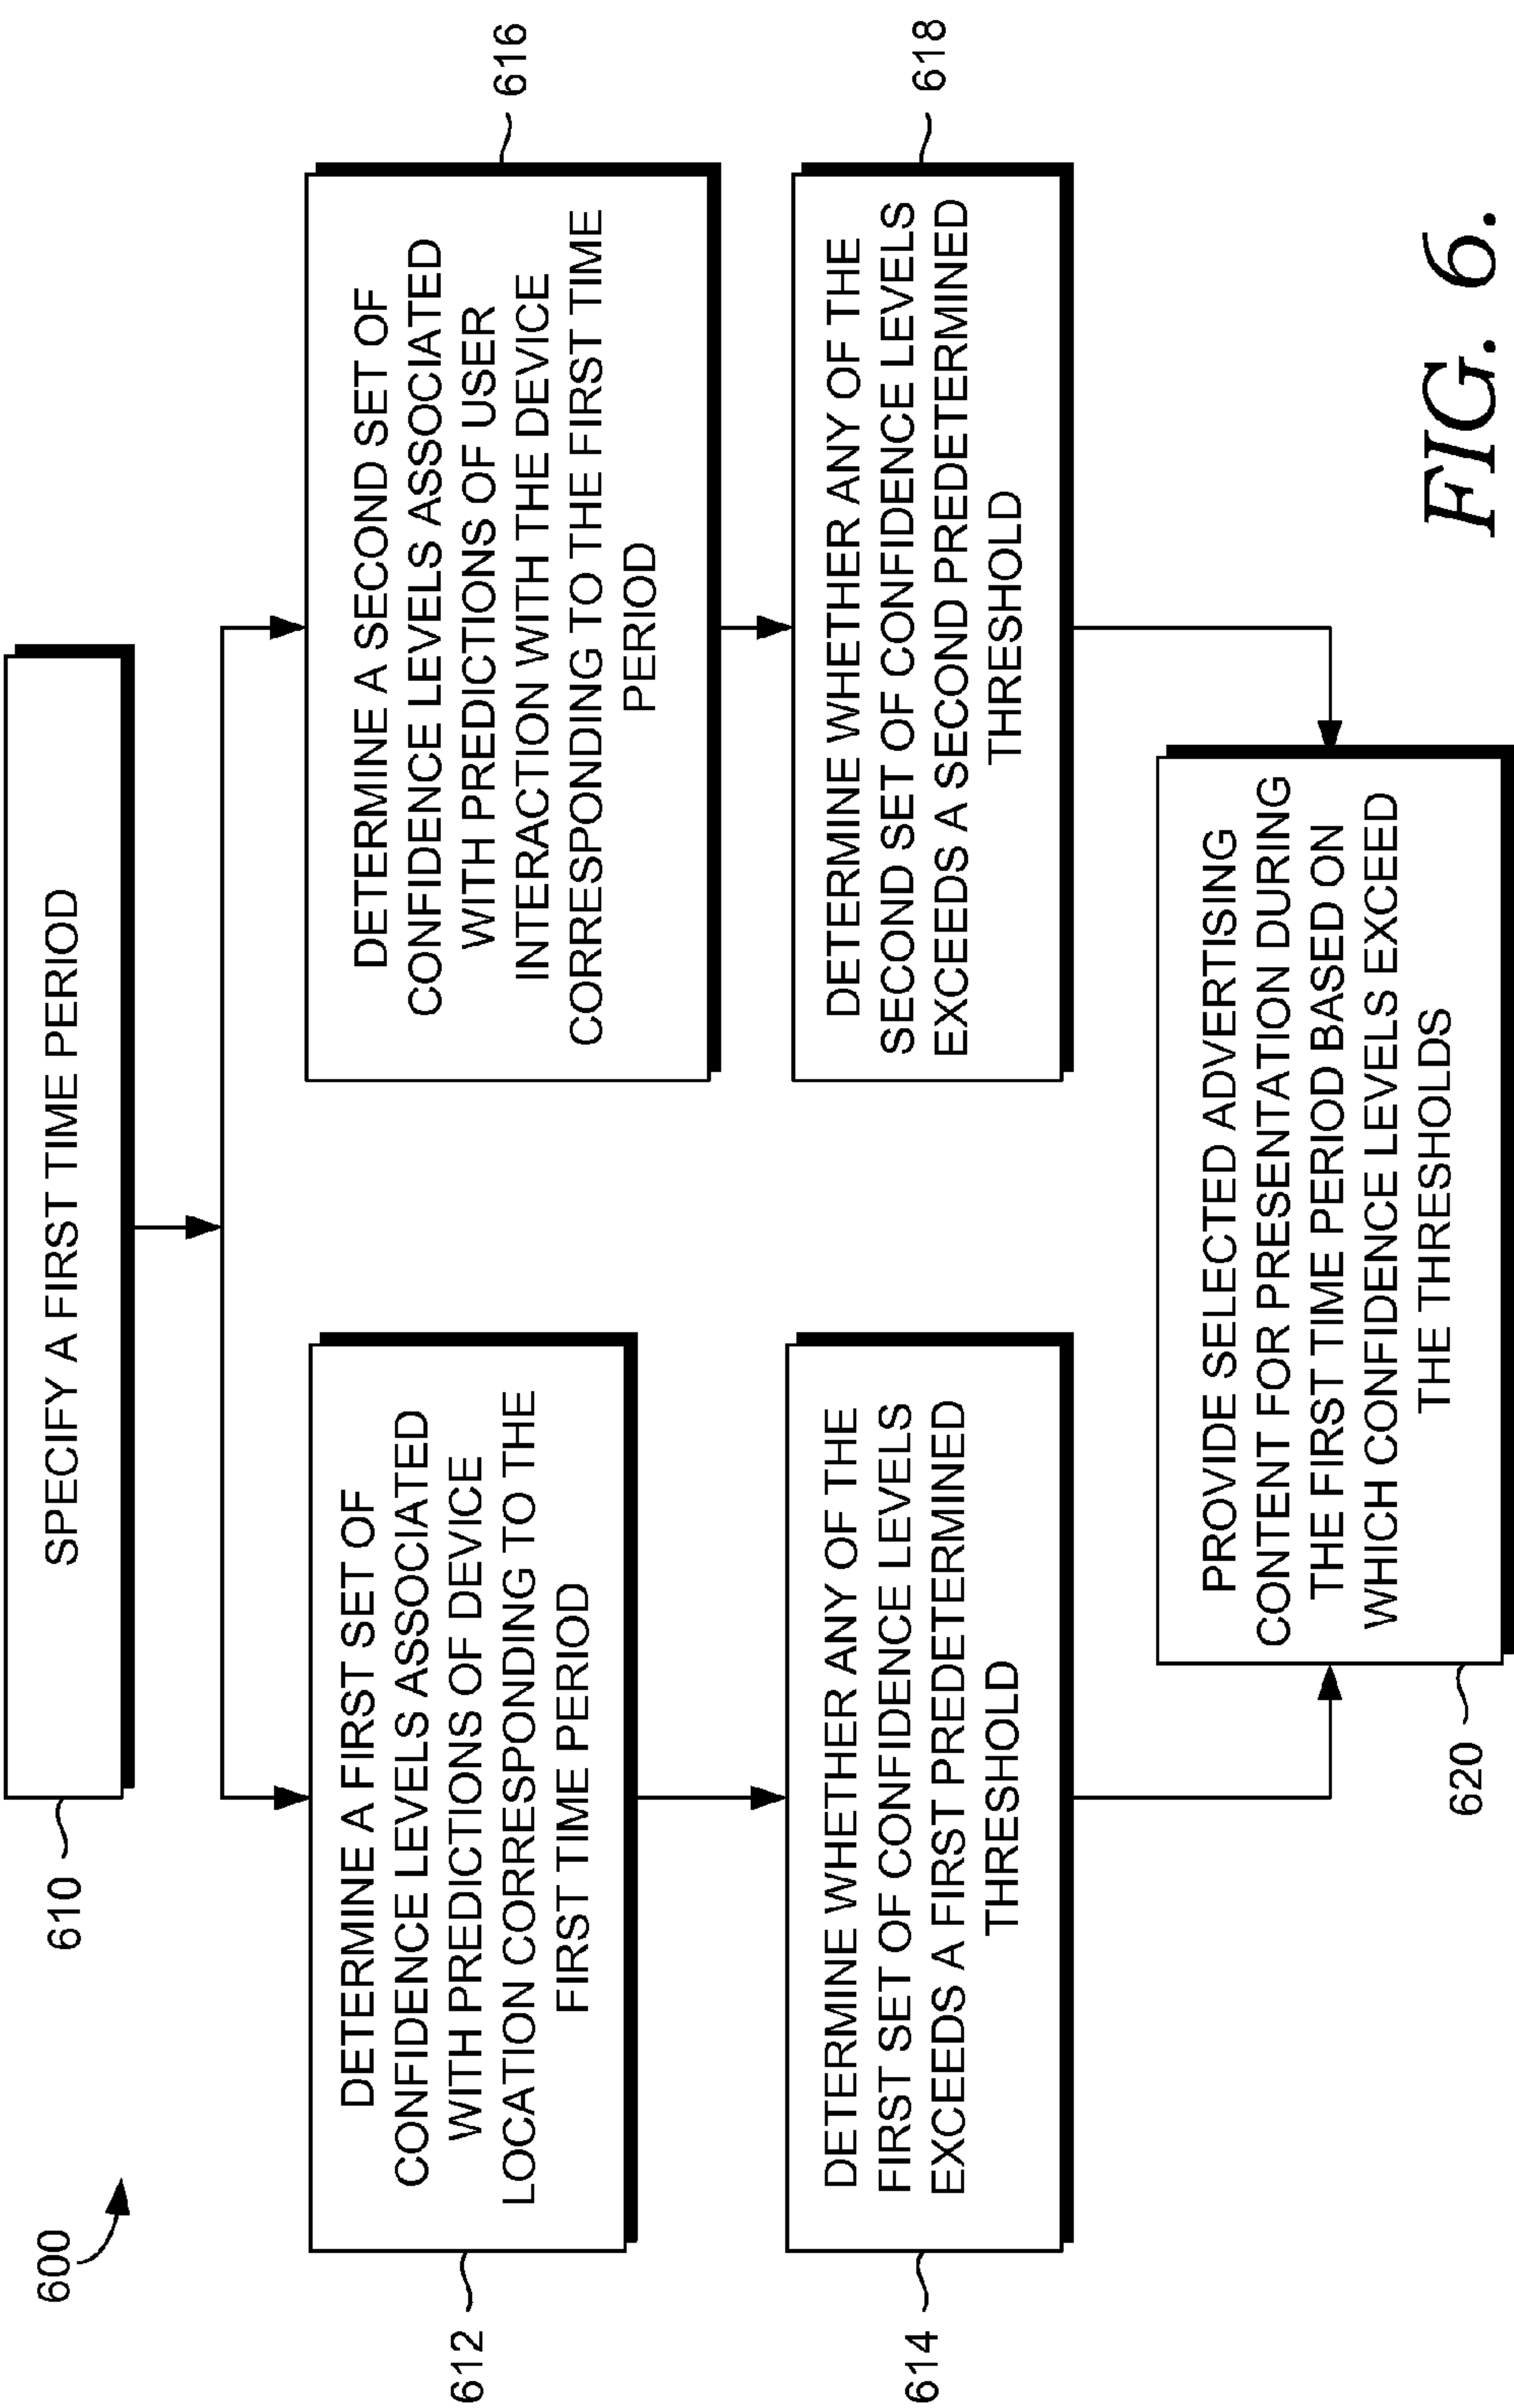 600
610
SPECIFY A FIRST TIME PERIOD
612
DETERMINE A FIRST SET OF
CONFIDENCE LEVELS ASSOCIATED
WITH PREDICTIONS OF DEVICE
LOCATION CORRESPONDING TO THE
FIRST TIME PERIOD
616
DETERMINE A SECOND SET OF
CONFIDENCE LEVELS ASSOCIATED
WITH PREDICTIONS OF USER
INTERACTION WITH THE DEVICE
CORRESPONDING TO THE FIRST TIME
PERIOD
614
DETERMINE WHETHER ANY OF THE
FIRST SET OF CONFIDENCE LEVELS
EXCEEDS A FIRST PREDETERMINED
THRESHOLD
618
DETERMINE WHETHER ANY OF THE
SECOND SET OF CONFIDENCE LEVELS
EXCEEDS A SECOND PREDETERMINED
THRESHOLD
620
PROVIDE SELECTED ADVERTISING
CONTENT FOR PRESENTATION DURING
THE FIRST TIME PERIOD BASED ON
WHICH CONFIDENCE LEVELS EXCEED
THE THRESHOLDS
FIG. 6.